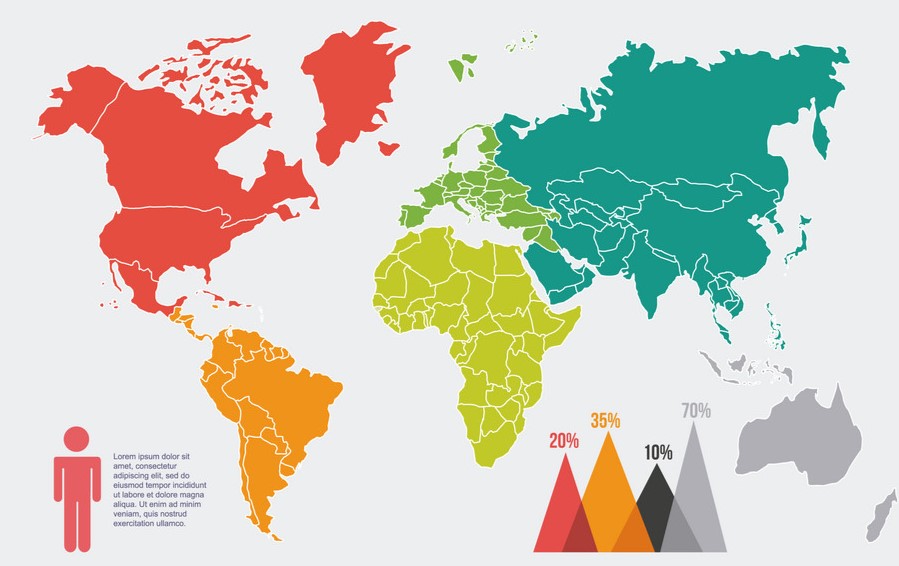 20%
35%
10%
70%
Lorem ipsum dolor sit
amet, consectetur
adipiscing elit, sed do
eiusmod tempor incididunt
ut labore et dolore magna
aliqua. Ut enim ad minim
veniam, quis nostrud
exercitation ullamco.